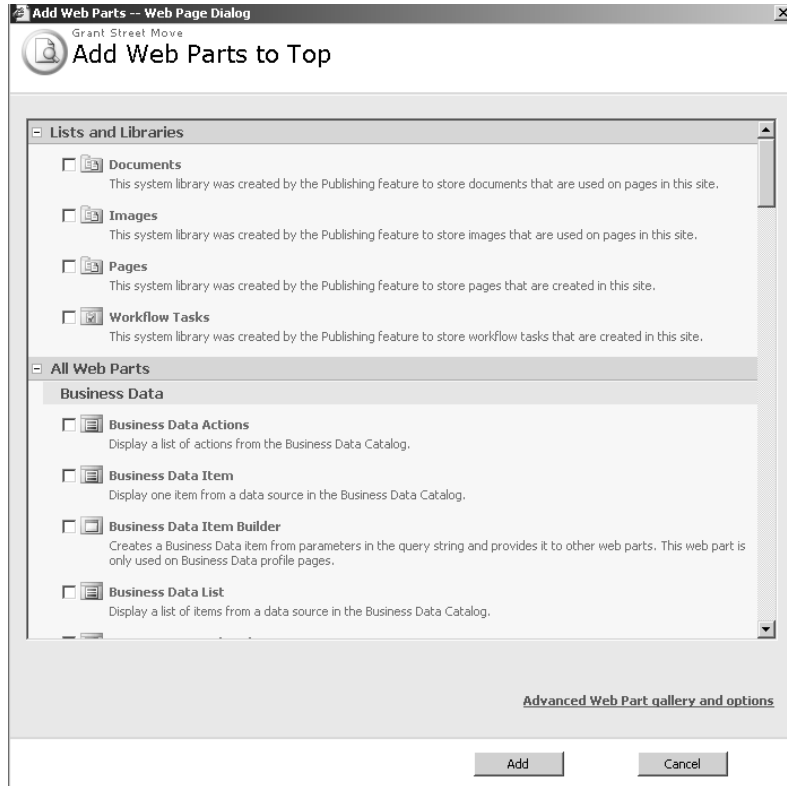 Add Web Parts -- Web Page Dialog
Grant Street Move
Add Web Parts to Top
Lists and Libraries
Documents
This system library was created by the Publishing feature to store documents that are used on pages in this site.
Images
This system library was created by the Publishing feature to store images that are used on pages in this site.
Pages
This system library was created by the Publishing feature to store pages that are created in this site.
Workflow Tasks
This system library was created by the Publishing feature to store workflow tasks that are created in this site.
All Web Parts
Business Data
Business Data Actions
Display a list of actions from the Business Data Catalog.
Business Data Item
Display one item from a data source in the Business Data Catalog.
Business Data Item Builder
Creates a Business Data item from parameters in the query string and provides it to other web parts. This web part is
only used on Business Data profile pages.
Business Data List
Display a list of items from a data source in the Business Data Catalog.
Advanced Web Part gallery and options
Add
Cancel